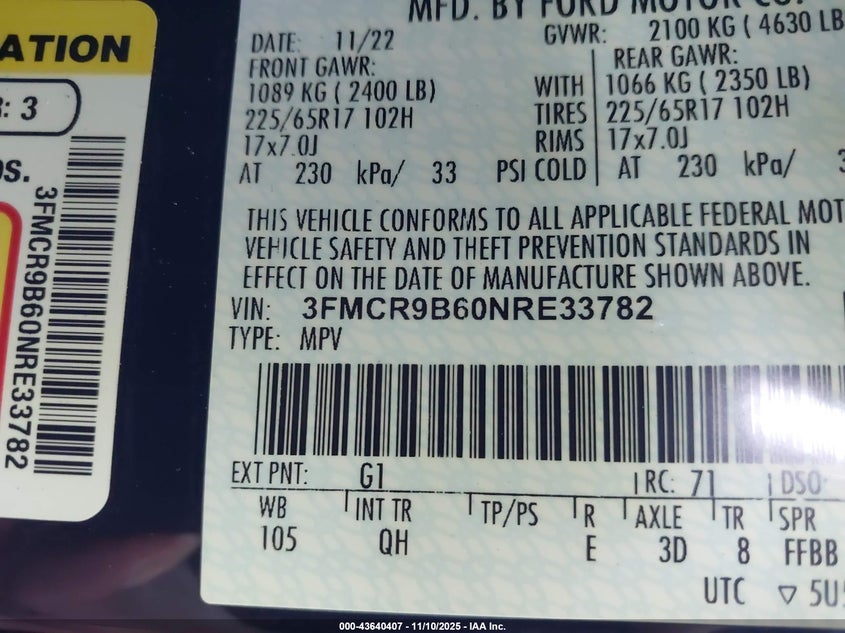 ATION
: 3
os.
3FMCR9B60NRE33782
MFD. BY FORD MOTOR CO.
DATE: 11/22 GVWR: 2100 KG ( 4630 LB
FRONT GAWR: REAR GAWR:
1089 KG ( 2400 LB) WITH 1066 KG ( 2350 LB)
225/65R17 102H TIRES 225/65R17 102H
17x7.0J RIMS 17x7.0J
AT 230 kPa/ 33 PSI COLD AT 230 kPa/ 3
THIS VEHICLE CONFORMS TO ALL APPLICABLE FEDERAL MOT
VEHICLE SAFETY AND THEFT PREVENTION STANDARDS IN
EFFECT ON THE DATE OF MANUFACTURE SHOWN ABOVE.
VIN: 3FMCR9B60NRE33782
TYPE: MPV
EXT PNT: G1 RC: 71 DSO:
WB INT TR TP/PS R AXLE TR SPR
105 QH E 3D 8 FFBB
UTC ▽ 5U5
000-43640407 - 11/10/2025 - IAA Inc.